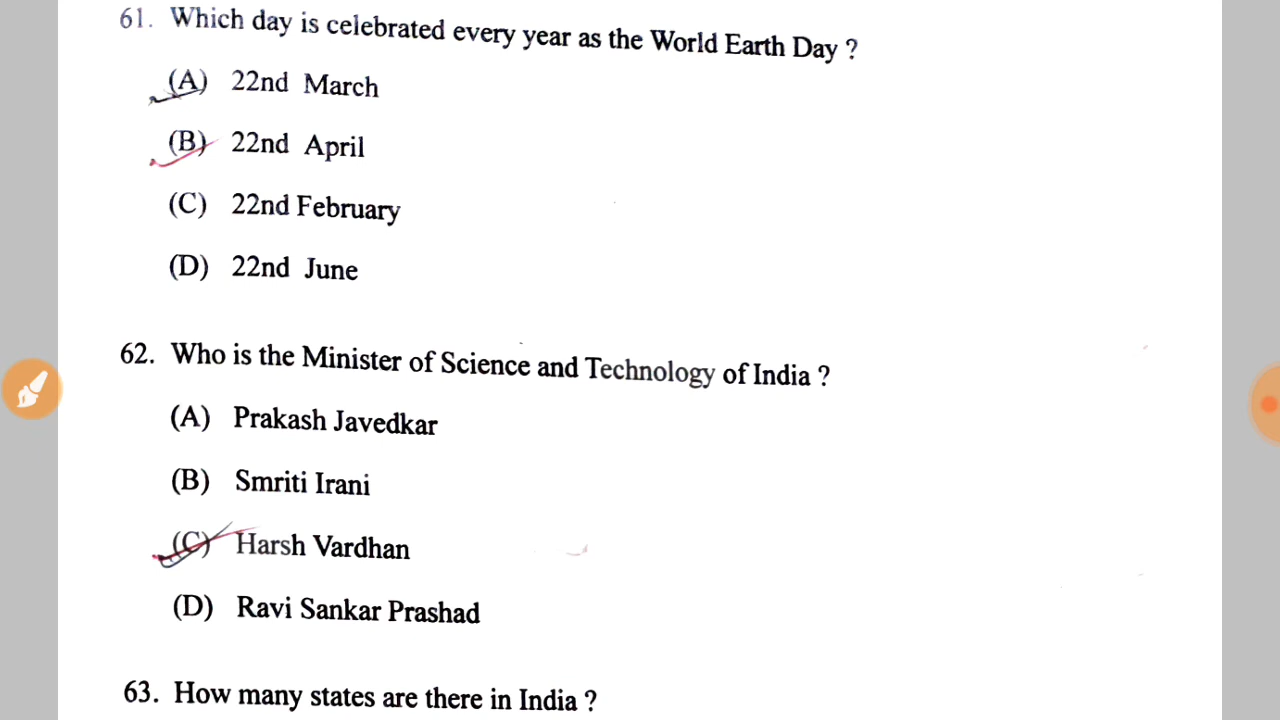 61. Which day is celebrated every year as the World Earth Day ?
(A) 22nd March
(B) 22nd April
(C) 22nd February
(D) 22nd June
62. Who is the Minister of Science and Technology of India ?
(A) Prakash Javedkar
(B) Smriti Irani
(C) Harsh Vardhan
(D) Ravi Sankar Prashad
63. How many states are there in India ?